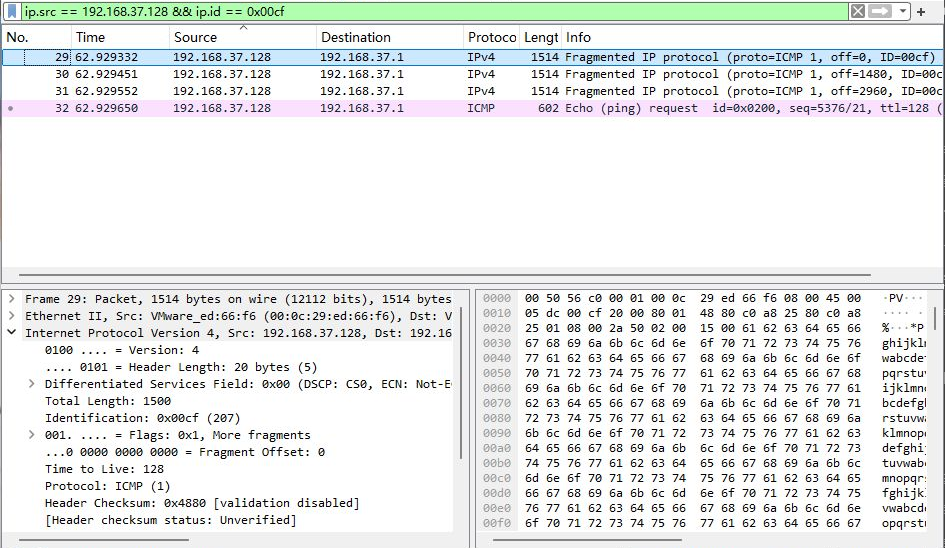 ip.src == 192.168.37.128 && ip.id == 0x00cf
No. Time Source Destination Protoco Lengt Info
29 62.929332 192.168.37.128 192.168.37.1 IPv4 1514 Fragmented IP protocol (proto=ICMP 1, off=0, ID=00cf)
30 62.929451 192.168.37.128 192.168.37.1 IPv4 1514 Fragmented IP protocol (proto=ICMP 1, off=1480, ID=00c
31 62.929552 192.168.37.128 192.168.37.1 IPv4 1514 Fragmented IP protocol (proto=ICMP 1, off=2960, ID=00c
32 62.929650 192.168.37.128 192.168.37.1 ICMP 602 Echo (ping) request id=0x0200, seq=5376/21, ttl=128 (
Frame 29: Packet, 1514 bytes on wire (12112 bits), 1514 bytes
Ethernet II, Src: VMware_ed:66:f6 (00:0c:29:ed:66:f6), Dst: V
Internet Protocol Version 4, Src: 192.168.37.128, Dst: 192.16
0100 .... = Version: 4
.... 0101 = Header Length: 20 bytes (5)
Differentiated Services Field: 0x00 (DSCP: CS0, ECN: Not-E
Total Length: 1500
Identification: 0x00cf (207)
001. .... = Flags: 0x1, More fragments
...0 0000 0000 0000 = Fragment Offset: 0
Time to Live: 128
Protocol: ICMP (1)
Header Checksum: 0x4880 [validation disabled]
[Header checksum status: Unverified]
0000 00 50 56 c0 00 01 00 0c 29 ed 66 f6 08 00 45 00 ·PV···
0010 05 dc 00 cf 20 00 80 01 48 80 c0 a8 25 80 c0 a8 ···· ·
0020 25 01 08 00 2a 50 02 00 15 00 61 62 63 64 65 66 %···*P
0030 67 68 69 6a 6b 6c 6d 6e 6f 70 71 72 73 74 75 76 ghijklmn
0040 77 61 62 63 64 65 66 67 68 69 6a 6b 6c 6d 6e 6f wabcdef
0050 70 71 72 73 74 75 76 77 61 62 63 64 65 66 67 68 pqrstuv
0060 69 6a 6b 6c 6d 6e 6f 70 71 72 73 74 75 76 77 61 ijklmno
0070 62 63 64 65 66 67 68 69 6a 6b 6c 6d 6e 6f 70 71 bcdefgh
0080 72 73 74 75 76 77 61 62 63 64 65 66 67 68 69 6a rstuvwa
0090 6b 6c 6d 6e 6f 70 71 72 73 74 75 76 77 61 62 63 klmnop
00a0 64 65 66 67 68 69 6a 6b 6c 6d 6e 6f 70 71 72 73 defghij
00b0 74 75 76 77 61 62 63 64 65 66 67 68 69 6a 6b 6c tuvwab
00c0 6d 6e 6f 70 71 72 73 74 75 76 77 61 62 63 64 65 mnopqr
00d0 66 67 68 69 6a 6b 6c 6d 6e 6f 70 71 72 73 74 75 fghijkl
00e0 76 77 61 62 63 64 65 66 67 68 69 6a 6b 6c 6d 6e vwabcd
00f0 6f 70 71 72 73 74 75 76 77 61 62 63 64 65 66 67 opqrst